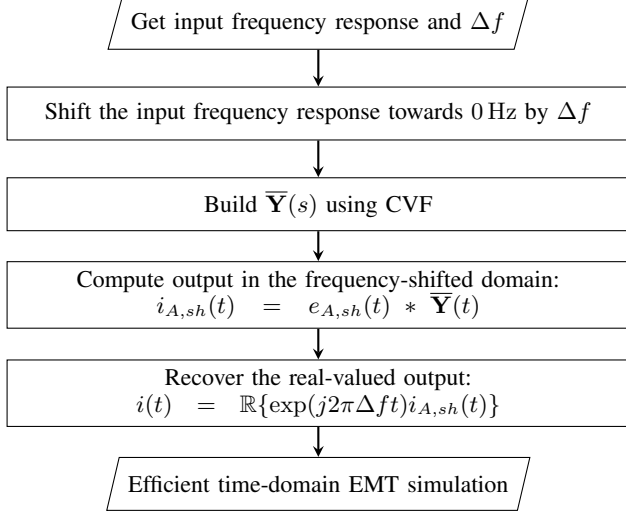 Get input frequency response and Δf
Shift the input frequency response towards 0 Hz by Δf
Build Y̅(s) using CVF
Compute output in the frequency-shifted domain:
i_{A,sh}(t) = e_{A,sh}(t) ∗ Y̅(t)
Recover the real-valued output:
i(t) = ℝ{exp(j2πΔft)i_{A,sh}(t)}
Efficient time-domain EMT simulation